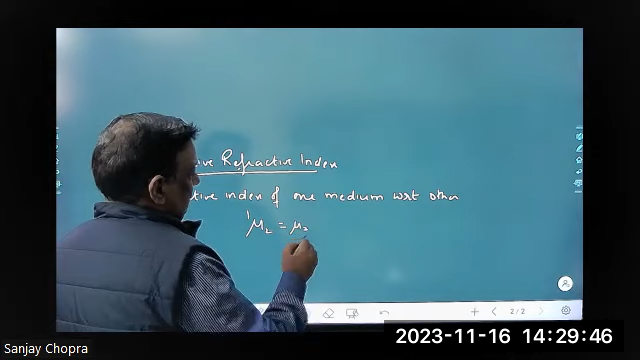 ive Refractive Index
tive index of one medium wrt other
¹μ₂ = μ₂
2/2
2023-11-16 14:29:46
Sanjay Chopra